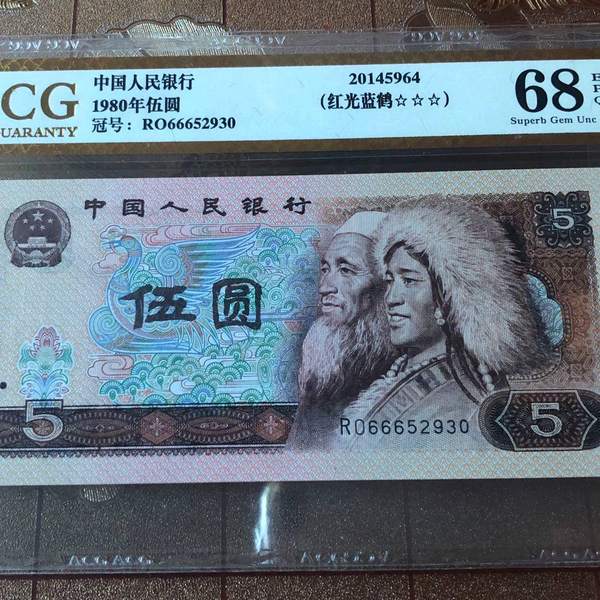 CG
中国人民银行
20145964
68
UARANTY
1980年伍圆
(红光蓝鹤☆☆☆)
冠号: RO66652930
Superb Gem Unc
中国人民银行
5
伍圆
5
RO66652930
5